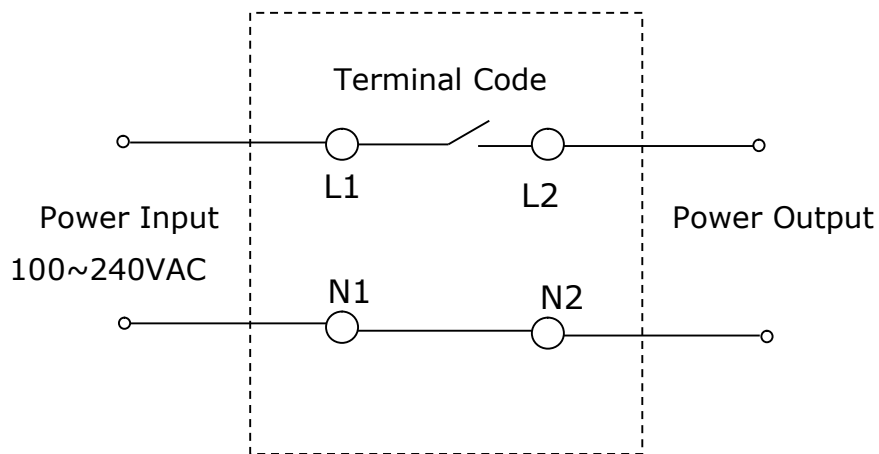 Terminal Code
L1
L2
Power Input
Power Output
100~240VAC
N1
N2